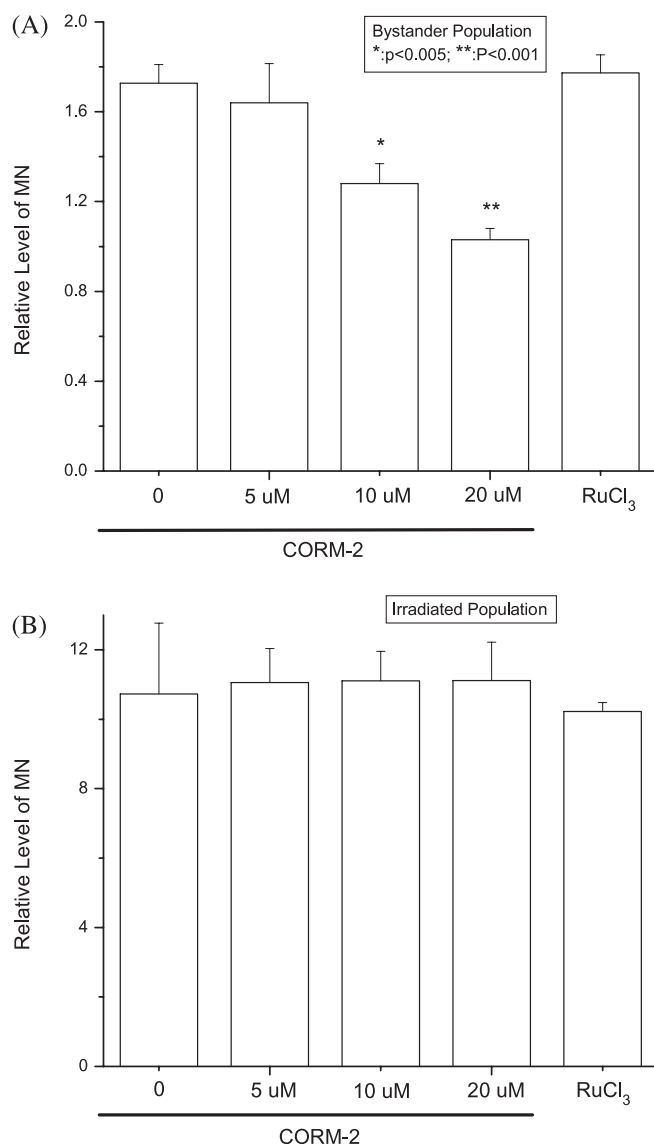 (A)
2.0
1.6
1.2
0.8
0.4
0.0
Relative Level of MN
Bystander Population
*:p<0.005; **:P<0.001
*
**
0 5 uM 10 uM 20 uM RuCl₃
CORM-2
(B)
12
8
4
0
Relative Level of MN
Irradiated Population
0 5 uM 10 uM 20 uM RuCl₃
CORM-2